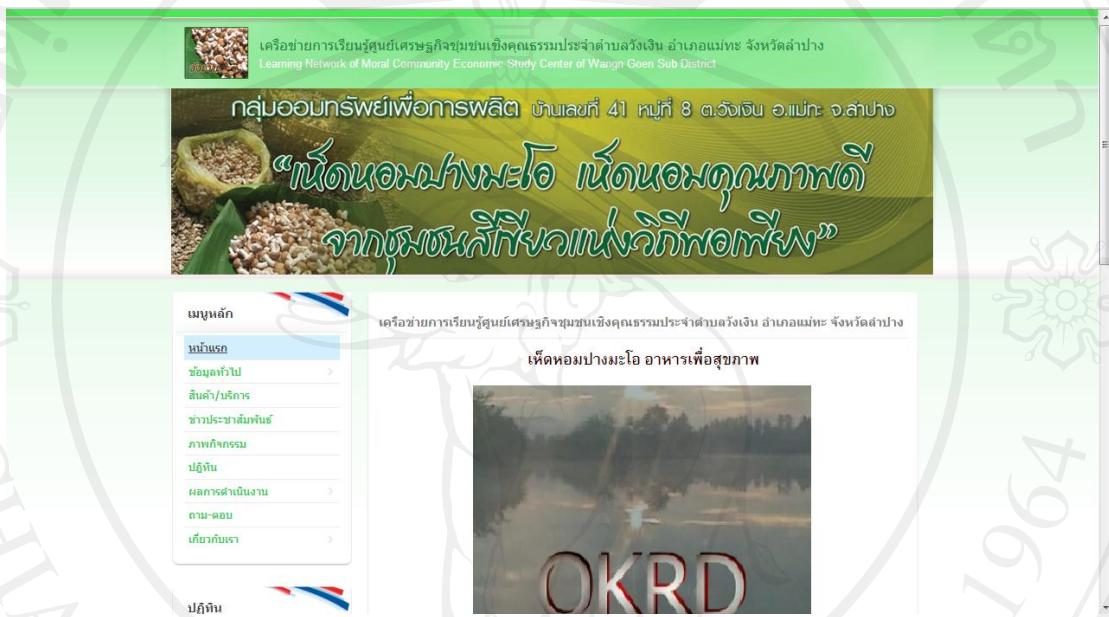 เครือข่ายการเรียนรู้ศูนย์เศรษฐกิจชุมชนเชิงคุณธรรมประจำตำบลวังเงิน อำเภอแม่ทะ จังหวัดลำปาง
Learning Network of Moral Community Economic Study Center of Wangn Goen Sub District
กลุ่มออมทรัพย์เพื่อการผลิต บ้านเลขที่ 41 หมู่ที่ 8 ต.วังเงิน อ.แม่ทะ จ.ลำปาง
“เห็ดหอมปางมะโอ เห็ดหอมคุณภาพดี
จากชุมชนสีเขียวแห่งวิถีพอเพียง”
เมนูหลัก
หน้าแรก
ข้อมูลทั่วไป
สินค้า/บริการ
ข่าวประชาสัมพันธ์
ภาพกิจกรรม
ปฏิทิน
ผลการดำเนินงาน
ถาม-ตอบ
เกี่ยวกับเรา
ปฏิทิน
เครือข่ายการเรียนรู้ศูนย์เศรษฐกิจชุมชนเชิงคุณธรรมประจำตำบลวังเงิน อำเภอแม่ทะ จังหวัดลำปาง
เห็ดหอมปางมะโอ อาหารเพื่อสุขภาพ
OKRD
1964